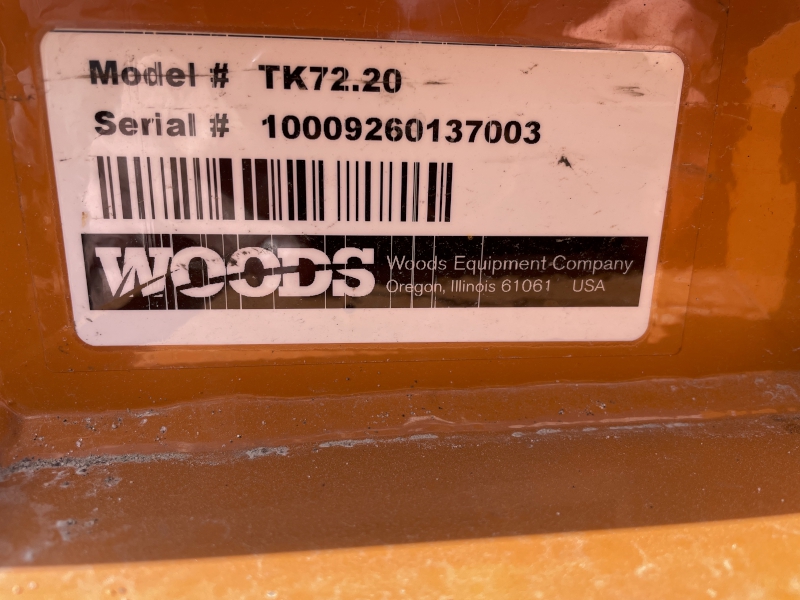 Model # TK72.20
Serial # 10009260137003
WOODS Woods Equipment Company
Oregon, Illinois 61061 USA